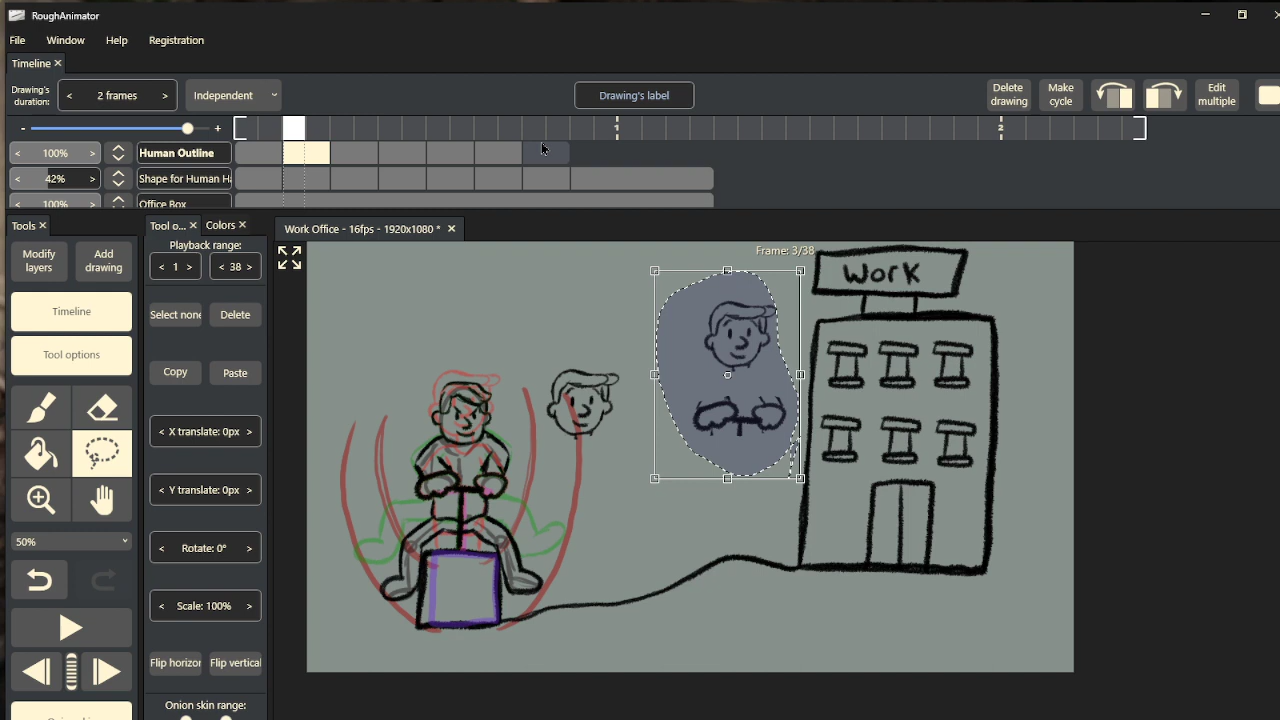 RoughAnimator
File Window Help Registration
Timeline
Drawing's duration: < 2 frames > Independent Drawing's label Delete drawing Make cycle Edit multiple
- + 1 2
< 100% > Human Outline
< 42% > Shape for Human H
< 100% > Office Box
Tools Tool o... Colors Work Office - 16fps - 1920x1080 *
Modify layers Add drawing Playback range: Frame: 3/38
< 1 > < 38 >
Work
Timeline Select none Delete
Tool options
Copy Paste
< X translate: 0px >
< Y translate: 0px >
50% < Rotate: 0° >
< Scale: 100% >
Flip horizon Flip vertical
Onion skin range: